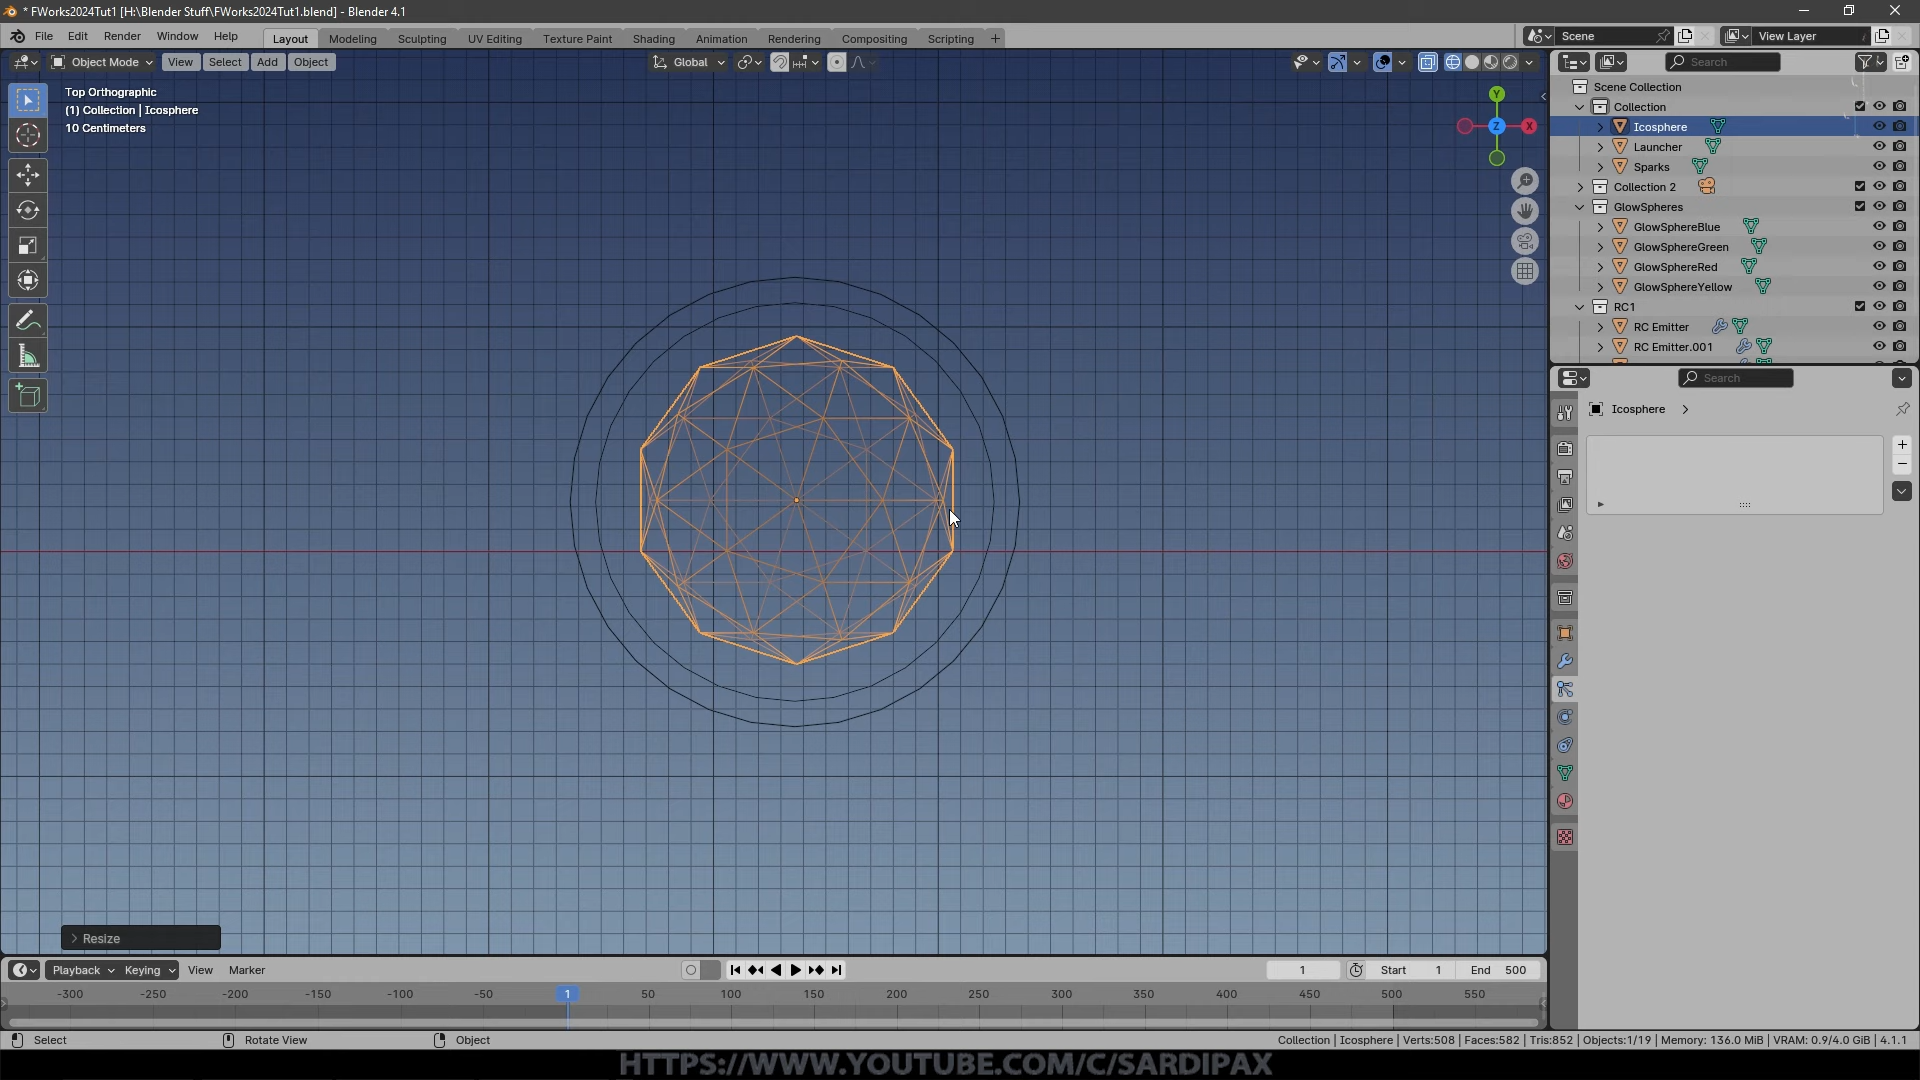 * FWorks2024Tut1 [H:\Blender Stuff\FWorks2024Tut1.blend] - Blender 4.1
File Edit Render Window Help Layout Modeling Sculpting UV Editing Texture Paint Shading Animation Rendering Compositing Scripting + Scene View Layer
Object Mode View Select Add Object Global Search
Top Orthographic
(1) Collection | Icosphere
10 Centimeters
Y
X
Z
Scene Collection
Collection
Icosphere
Launcher
Sparks
Collection 2
GlowSpheres
GlowSphereBlue
GlowSphereGreen
GlowSphereRed
GlowSphereYellow
RC1
RC Emitter
RC Emitter.001
Search
Icosphere
Resize
Playback Keying View Marker 1 Start 1 End 500
-300 -250 -200 -150 -100 -50 1 50 100 150 200 250 300 350 400 450 500 550
Select Rotate View Object Collection | Icosphere | Verts:508 | Faces:582 | Tris:852 | Objects:1/19 | Memory: 136.0 MiB | VRAM: 0.9/4.0 GiB | 4.1.1
HTTPS://WWW.YOUTUBE.COM/C/SARDIPAX